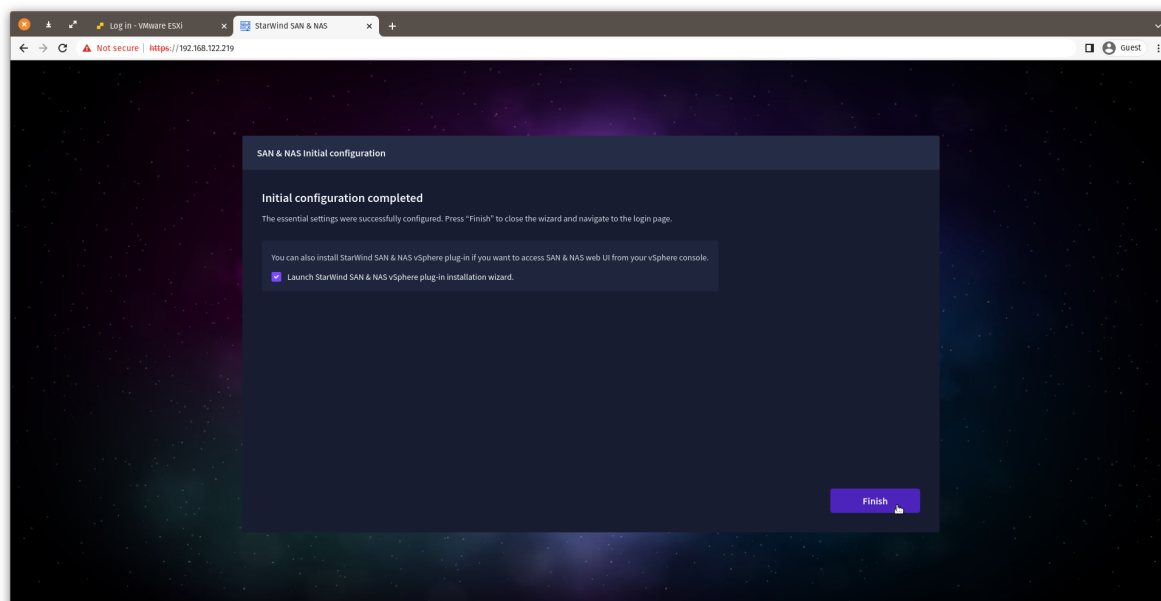 Log in - VMware ESXi
StarWind SAN & NAS
Not secure | https://192.168.122.219
Guest
SAN & NAS Initial configuration
Initial configuration completed
The essential settings were successfully configured. Press “Finish” to close the wizard and navigate to the login page.
You can also install StarWind SAN & NAS vSphere plug-in if you want to access SAN & NAS web UI from your vSphere console.
Launch StarWind SAN & NAS vSphere plug-in installation wizard.
Finish